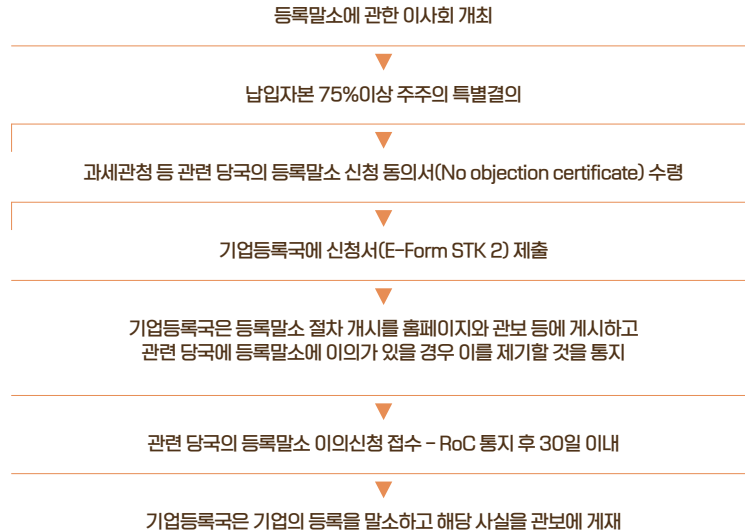 등록말소에 관한 이사회 개최
납입자본 75%이상 주주의 특별결의
과세관청 등 관련 당국의 등록말소 신청 동의서(No objection certificate) 수령
기업등록국에 신청서(E-Form STK 2) 제출
기업등록국은 등록말소 절차 개시를 홈페이지와 관보 등에 게시하고
관련 당국에 등록말소에 이의가 있을 경우 이를 제기할 것을 통지
관련 당국의 등록말소 이의신청 접수 - RoC 통지 후 30일 이내
기업등록국은 기업의 등록을 말소하고 해당 사실을 관보에 게재